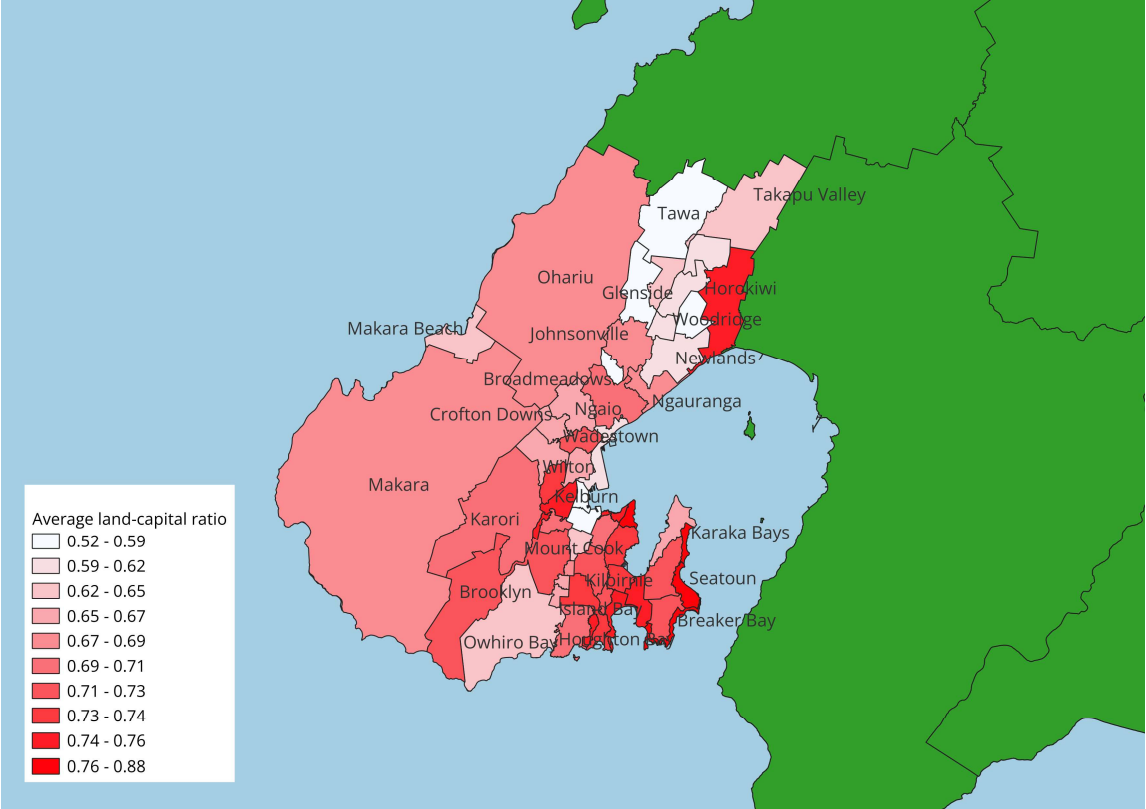 Takapu Valley
Tawa
Ohariu
Horokiwi
Glenside
Woodridge
Makara Beach
Johnsonville
Newlands
Broadmeadows
Ngauranga
Ngaio
Crofton Downs
Wadestown
Wilton
Makara
Kelburn
Karori
Karaka Bays
Mount Cook
Seatoun
Kilbirnie
Brooklyn
Island Bay
Breaker Bay
Owhiro Bay
Houghton Bay
Average land-capital ratio
0.52 - 0.59
0.59 - 0.62
0.62 - 0.65
0.65 - 0.67
0.67 - 0.69
0.69 - 0.71
0.71 - 0.73
0.73 - 0.74
0.74 - 0.76
0.76 - 0.88